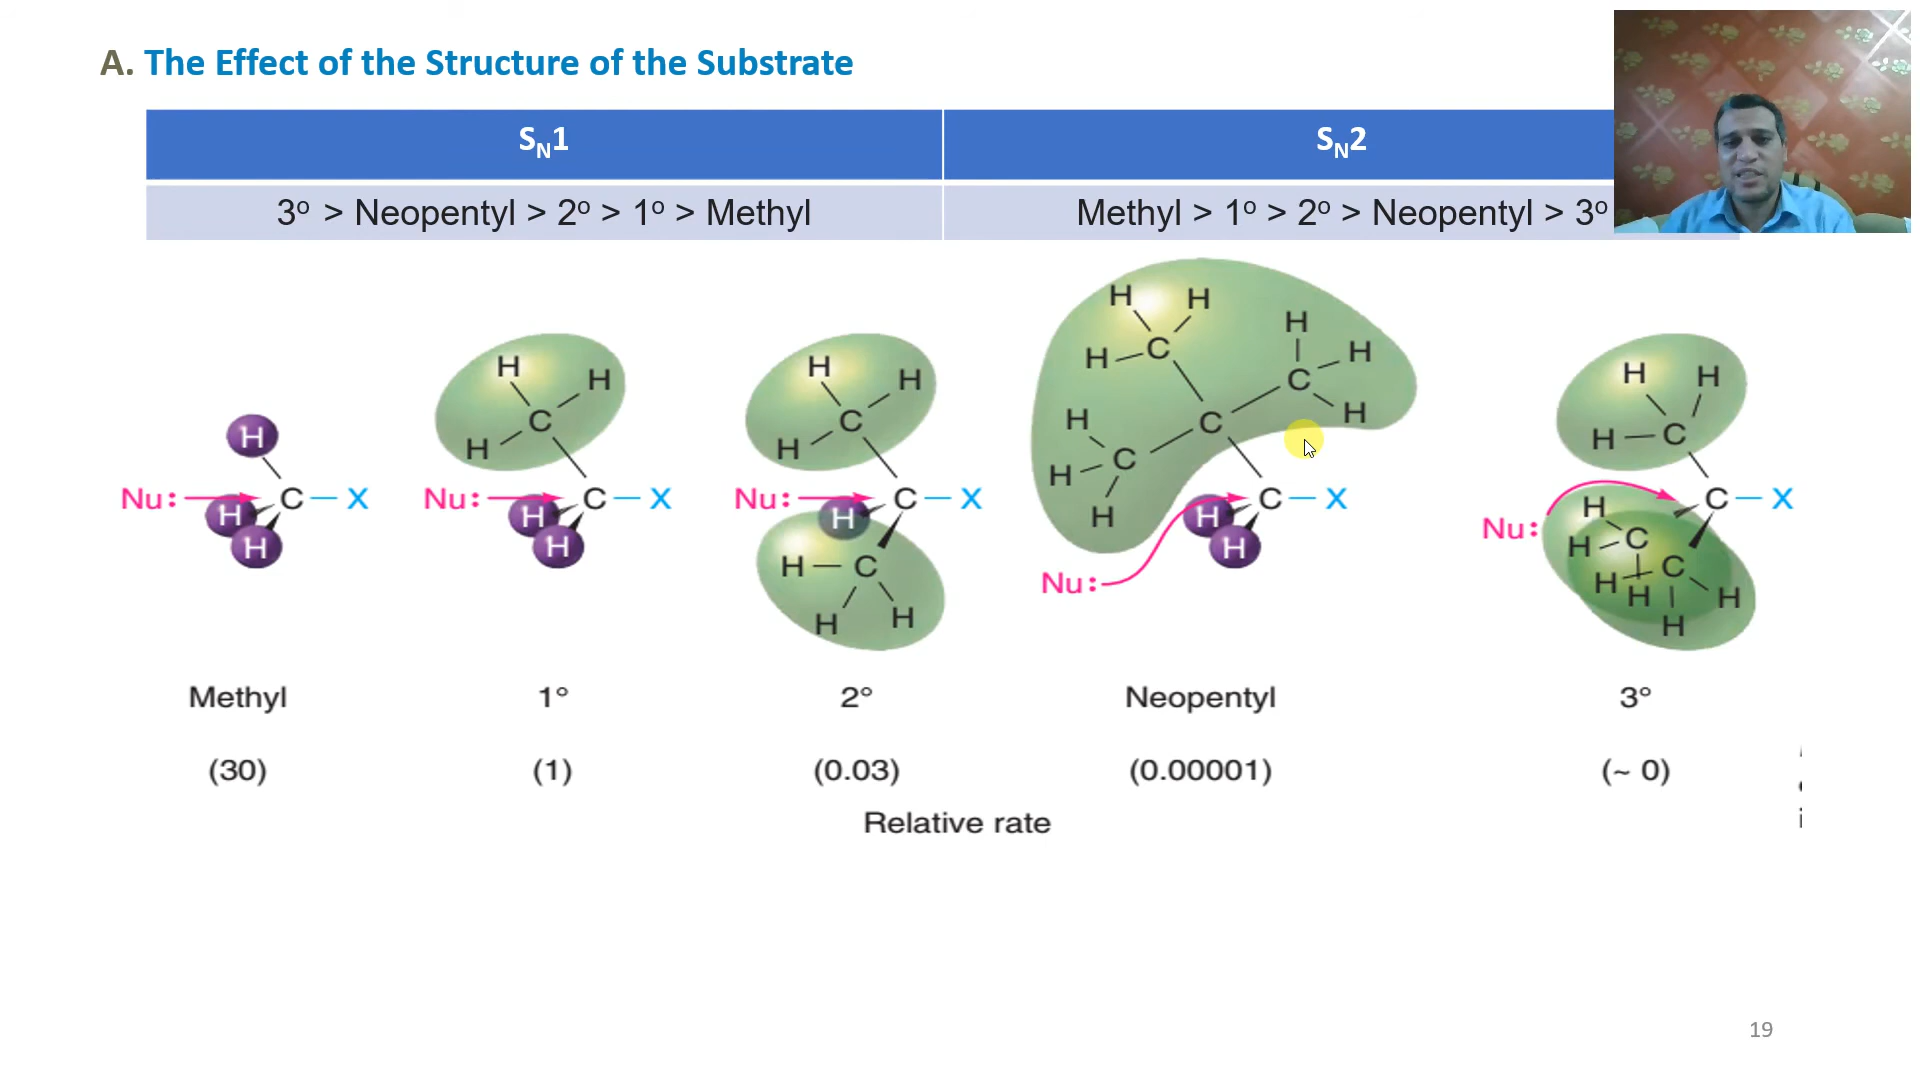 A. The Effect of the Structure of the Substrate
SN1 SN2
3o > Neopentyl > 2o > 1o > Methyl Methyl > 1o > 2o > Neopentyl > 3o
H H
H
H H H H H H
H C H H
H H C H
C C C H C
H H H C H H C
H C
Nu: C X Nu: C X Nu: C X H C X C X
H H H H H H
Nu: H C
H H H H C H H C
Nu: H H H
H H H
Methyl 1° 2° Neopentyl 3°
(30) (1) (0.03) (0.00001) (~ 0)
Relative rate
19